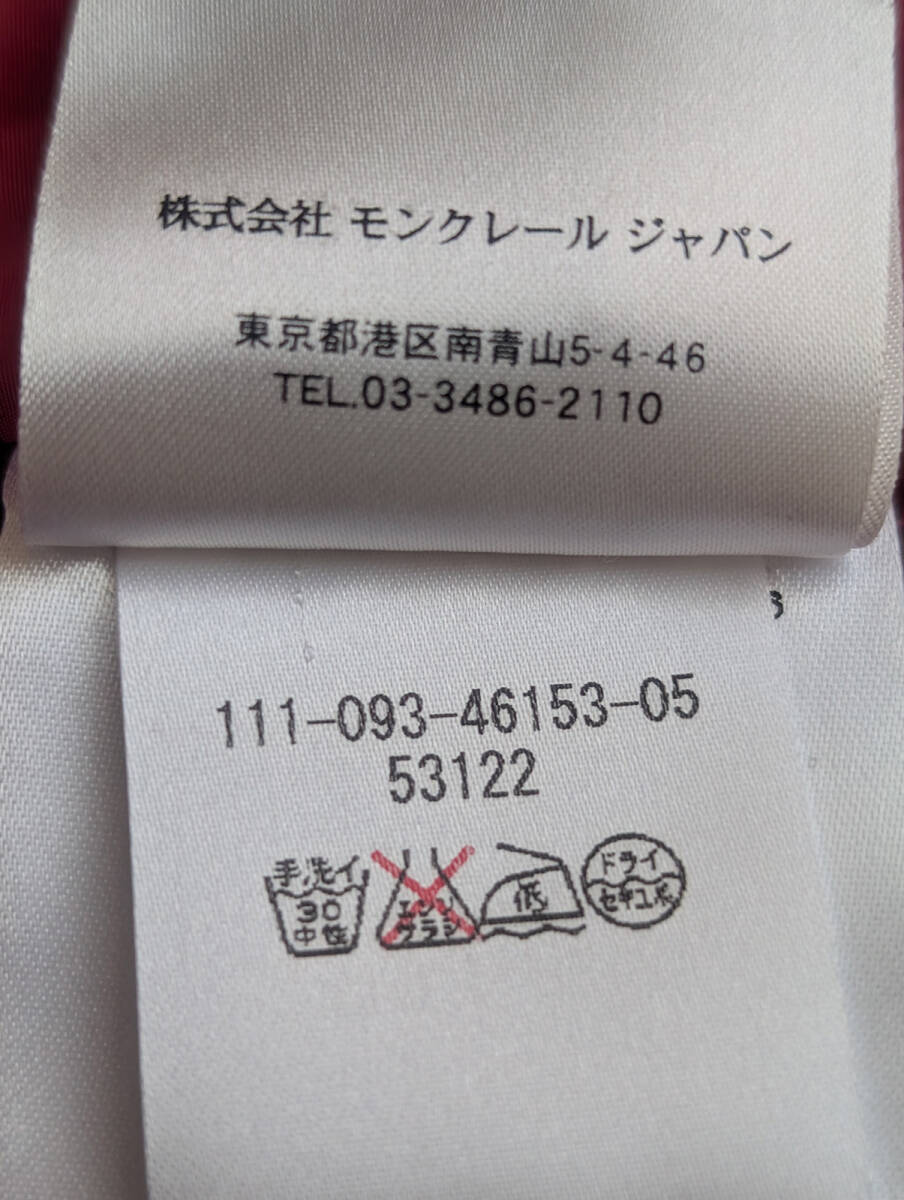 株式会社 モンクレール ジャパン
東京都港区南青山5-4-46
TEL.03-3486-2110
3
111-093-46153-05
53122
手洗イ
30
中性
エンソ
サラシ
低
ドライ
セキユ系